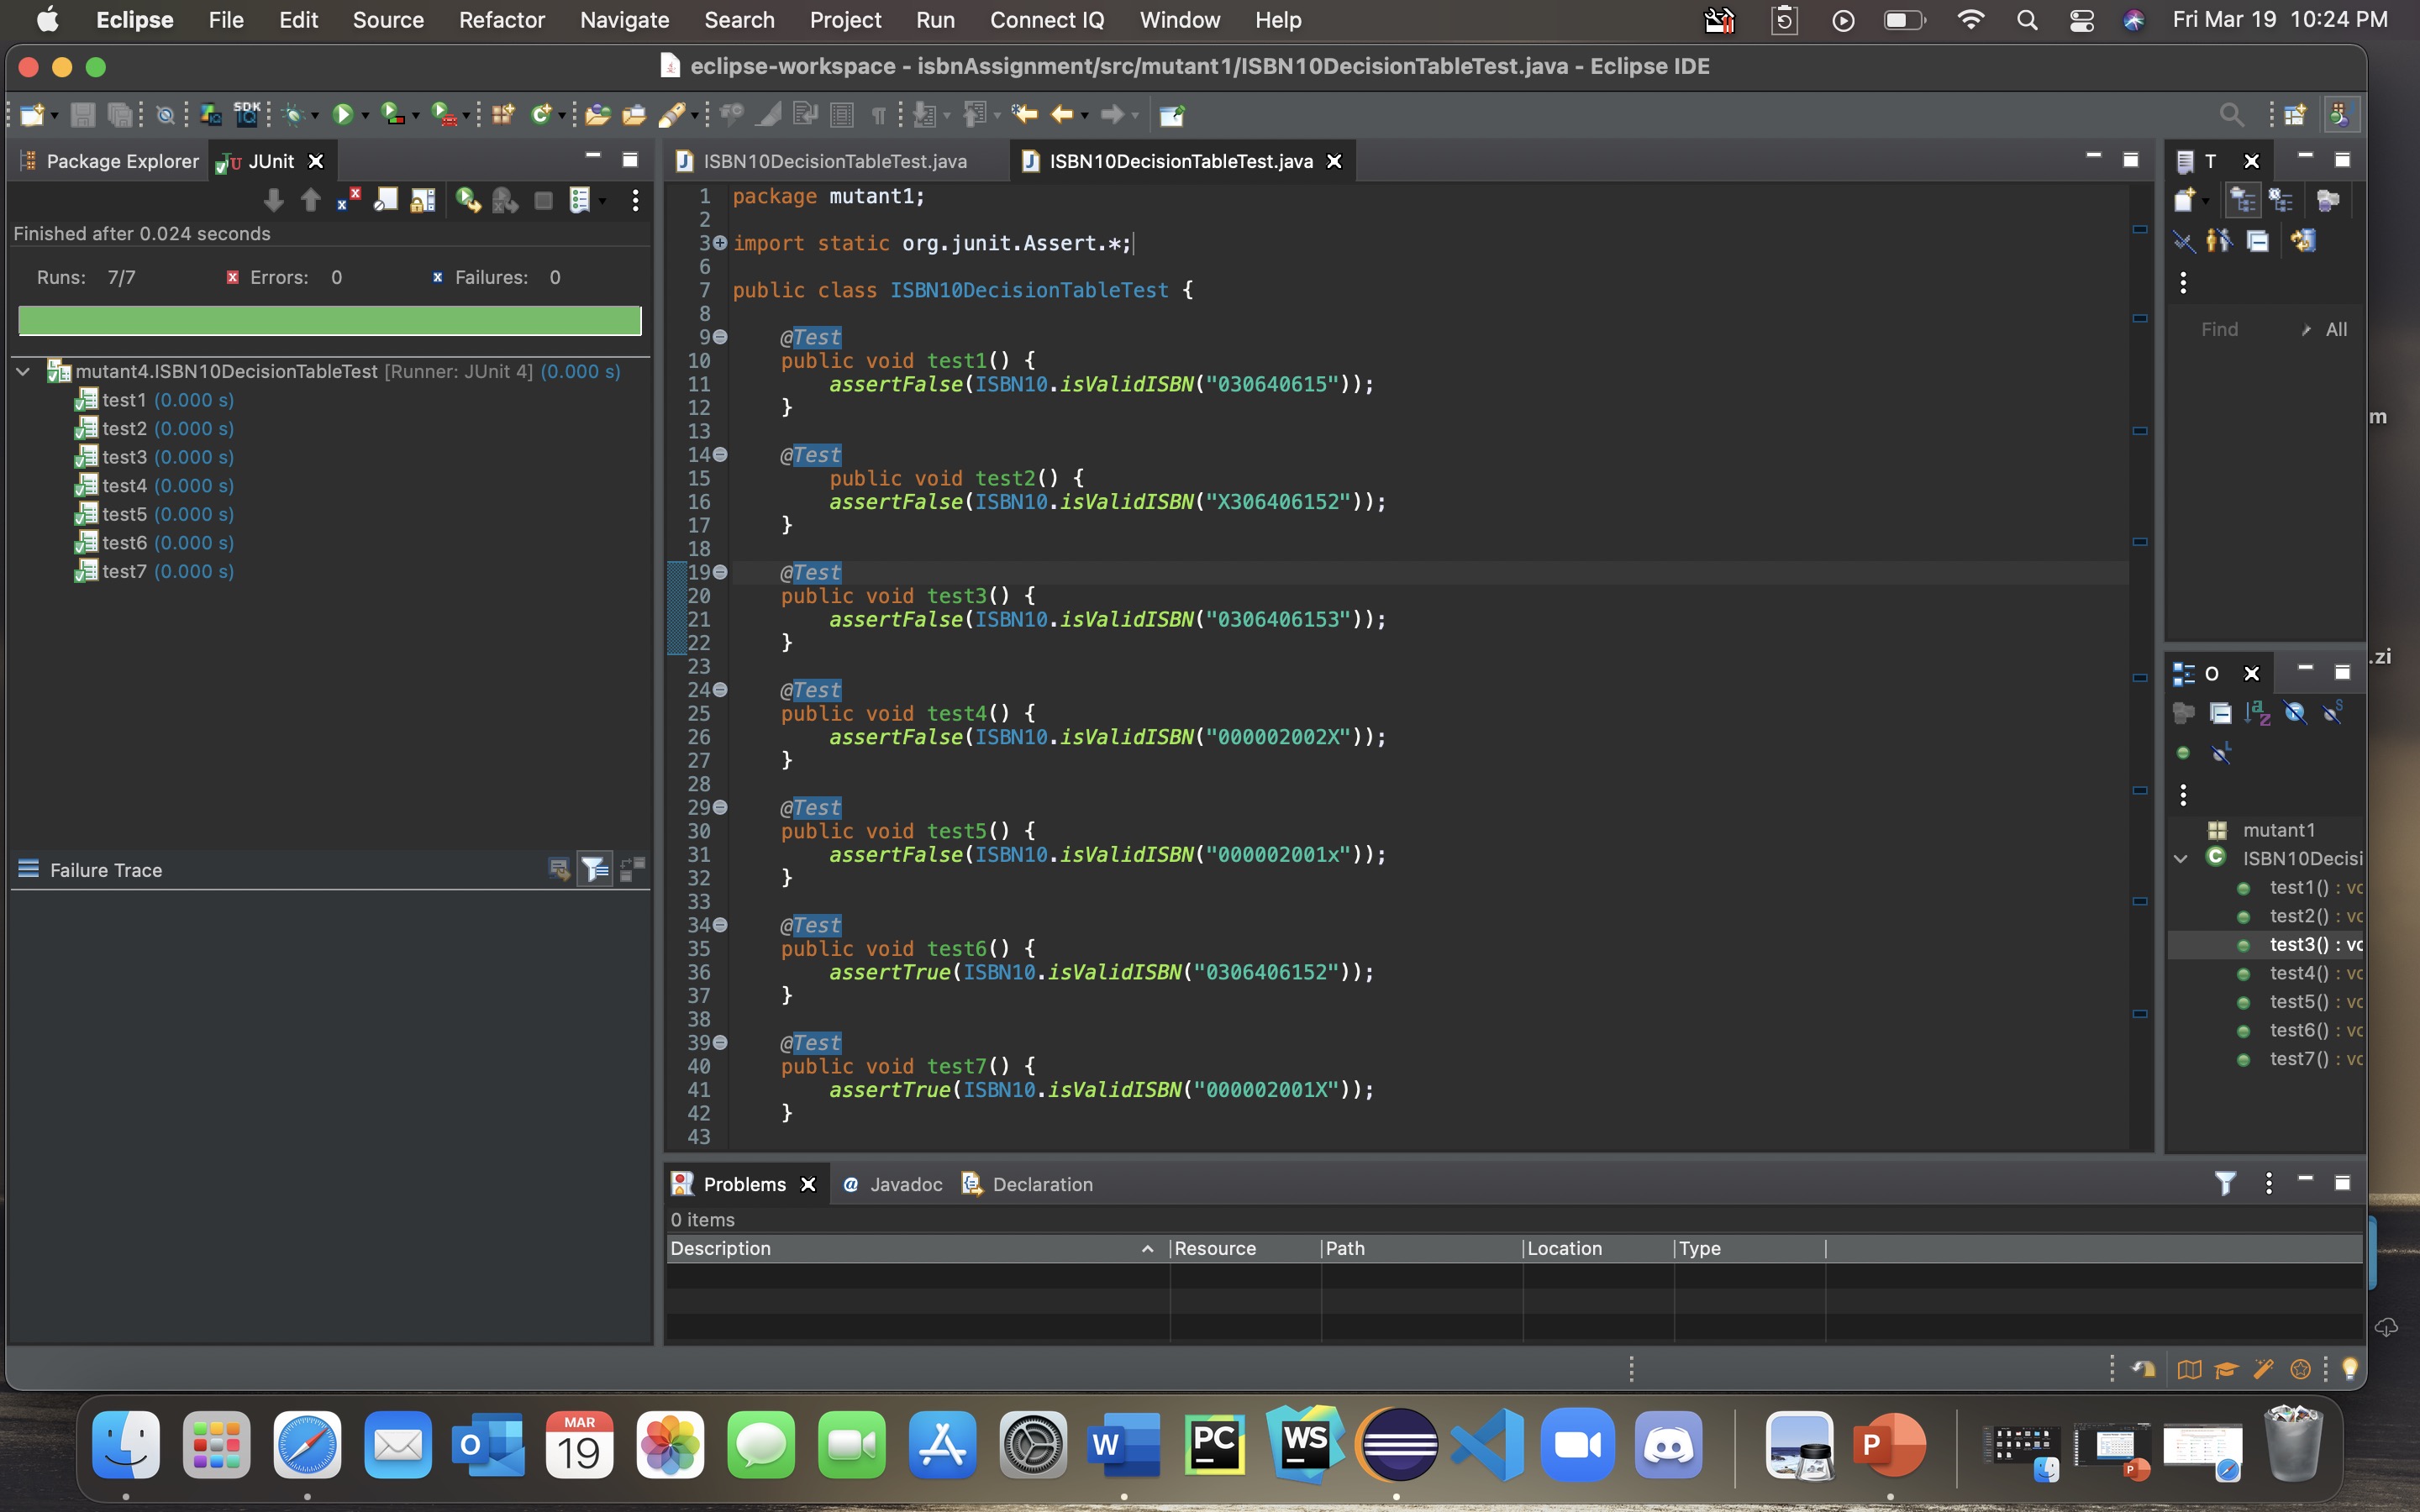 Eclipse File Edit Source Refactor Navigate Search Project Run Connect IQ Window Help Fri Mar 19 10:24 PM
eclipse-workspace - isbnAssignment/src/mutant1/ISBN10DecisionTableTest.java - Eclipse IDE
SDK
IQ
Package Explorer JUnit
Finished after 0.024 seconds
Runs: 7/7 Errors: 0 Failures: 0
mutant4.ISBN10DecisionTableTest [Runner: JUnit 4] (0.000 s)
test1 (0.000 s)
test2 (0.000 s)
test3 (0.000 s)
test4 (0.000 s)
test5 (0.000 s)
test6 (0.000 s)
test7 (0.000 s)
Failure Trace
ISBN10DecisionTableTest.java ISBN10DecisionTableTest.java
1 package mutant1;
2
3 import static org.junit.Assert.*;
6
7 public class ISBN10DecisionTableTest {
8
9 @Test
10 public void test1() {
11 assertFalse(ISBN10.isValidISBN("030640615"));
12 }
13
14 @Test
15 public void test2() {
16 assertFalse(ISBN10.isValidISBN("X306406152"));
17 }
18
19 @Test
20 public void test3() {
21 assertFalse(ISBN10.isValidISBN("0306406153"));
22 }
23
24 @Test
25 public void test4() {
26 assertFalse(ISBN10.isValidISBN("000002002X"));
27 }
28
29 @Test
30 public void test5() {
31 assertFalse(ISBN10.isValidISBN("000002001x"));
32 }
33
34 @Test
35 public void test6() {
36 assertTrue(ISBN10.isValidISBN("0306406152"));
37 }
38
39 @Test
40 public void test7() {
41 assertTrue(ISBN10.isValidISBN("000002001X"));
42 }
43
T
Find All
m
.zi
O
mutant1
ISBN10Decisi
test1() : vo
test2() : vo
test3() : vo
test4() : vo
test5() : vo
test6() : vo
test7() : vo
Problems Javadoc Declaration
0 items
Description Resource Path Location Type
MAR
19
O
W
PC
WS
P